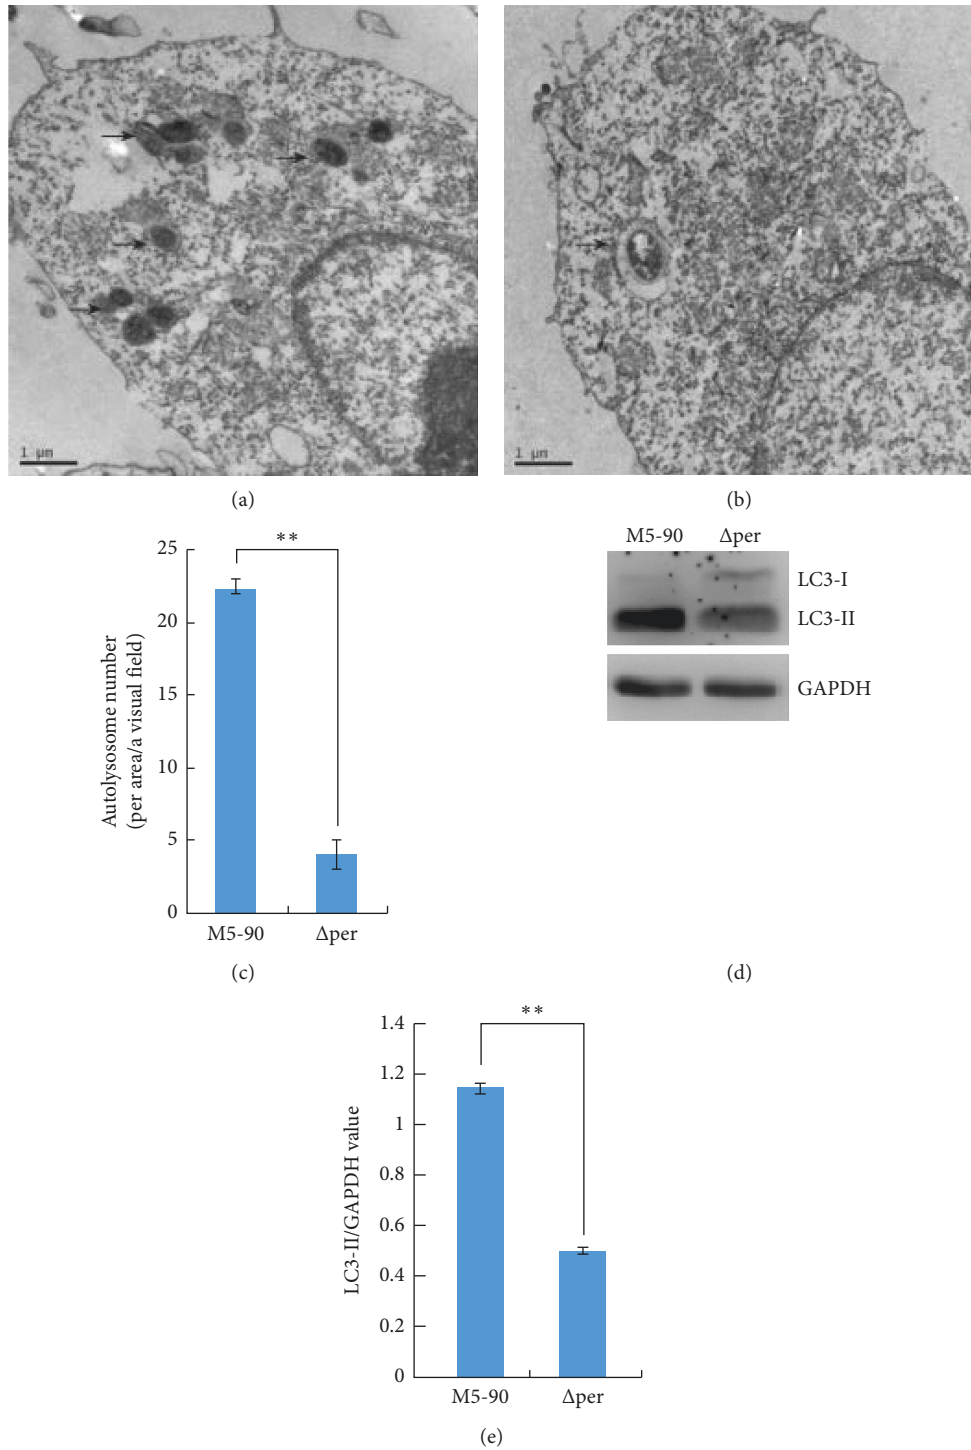 1 μm
1 μm
(a)
(b)
**
25
20
15
10
5
0
Autolysosome number
(per area/a visual field)
M5-90
Δper
(c)
M5-90
Δper
LC3-I
LC3-II
GAPDH
(d)
**
1.4
1.2
1
0.8
0.6
0.4
0.2
0
LC3-II/GAPDH value
M5-90
Δper
(e)